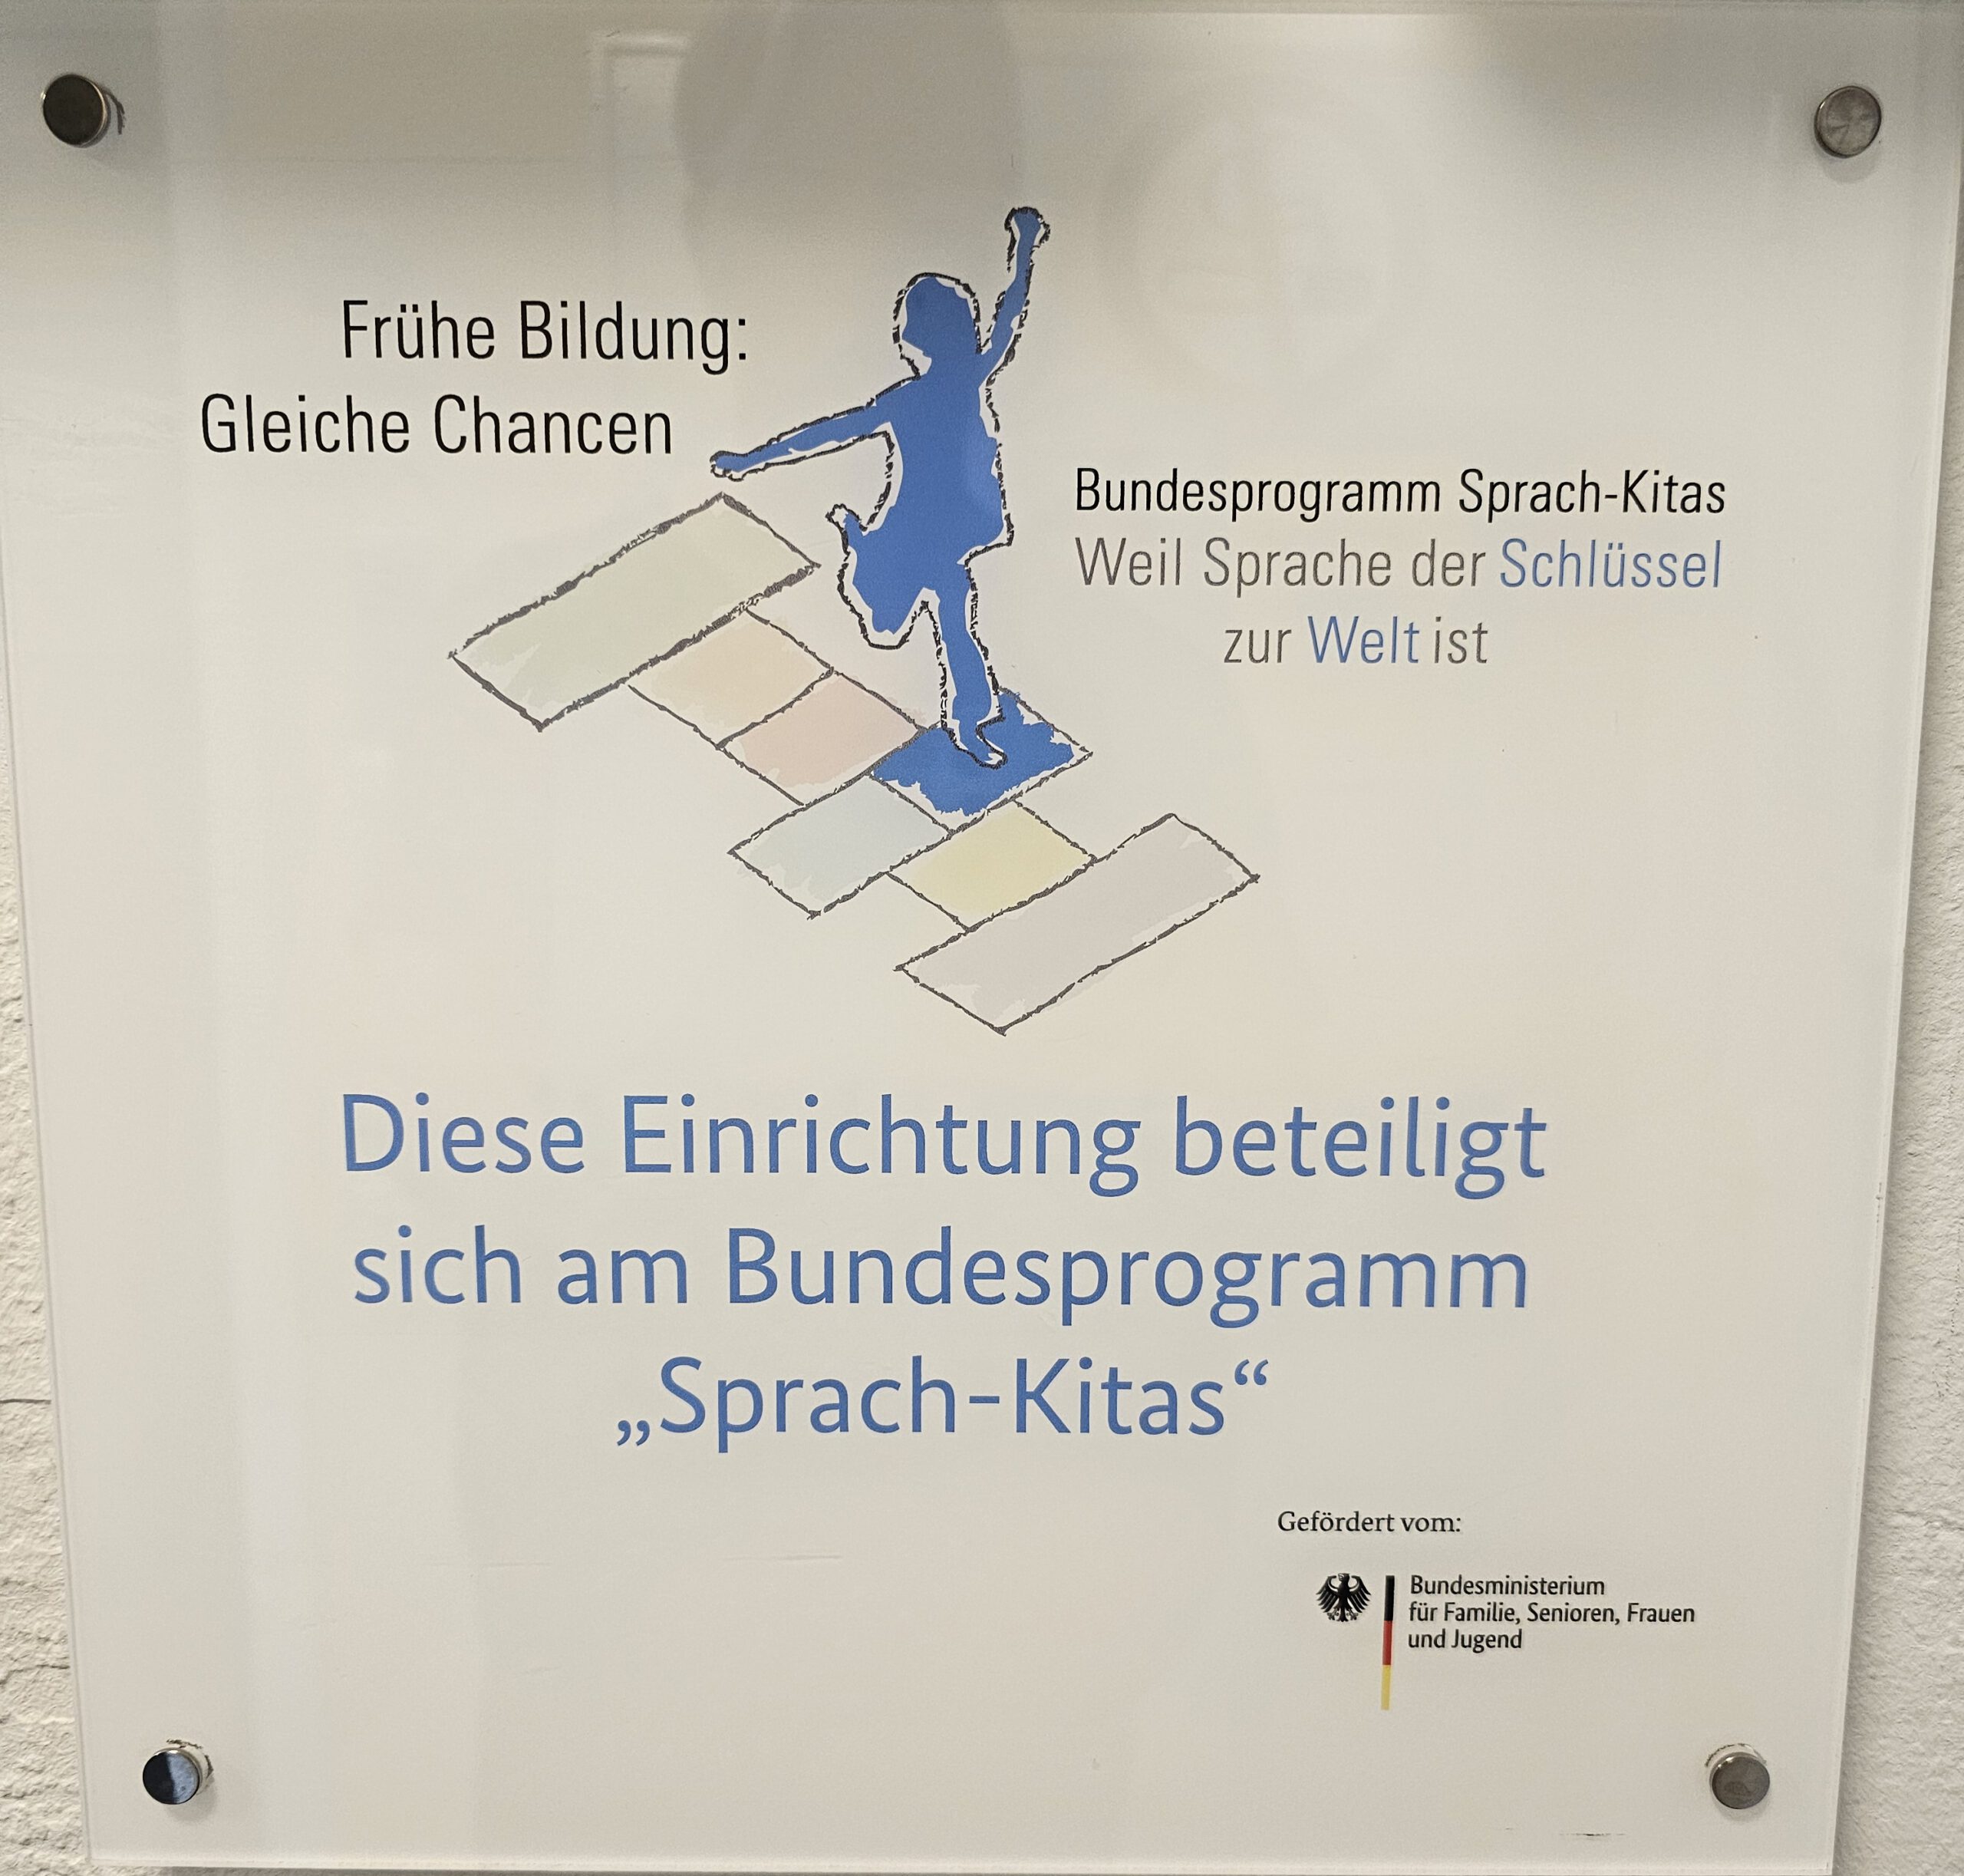 Frühe Bildung:
Gleiche Chancen
Bundesprogramm Sprach-Kitas
Weil Sprache der Schlüssel
zur Welt ist
Diese Einrichtung beteiligt
sich am Bundesprogramm
„Sprach-Kitas“
Gefördert vom:
Bundesministerium
für Familie, Senioren, Frauen
und Jugend